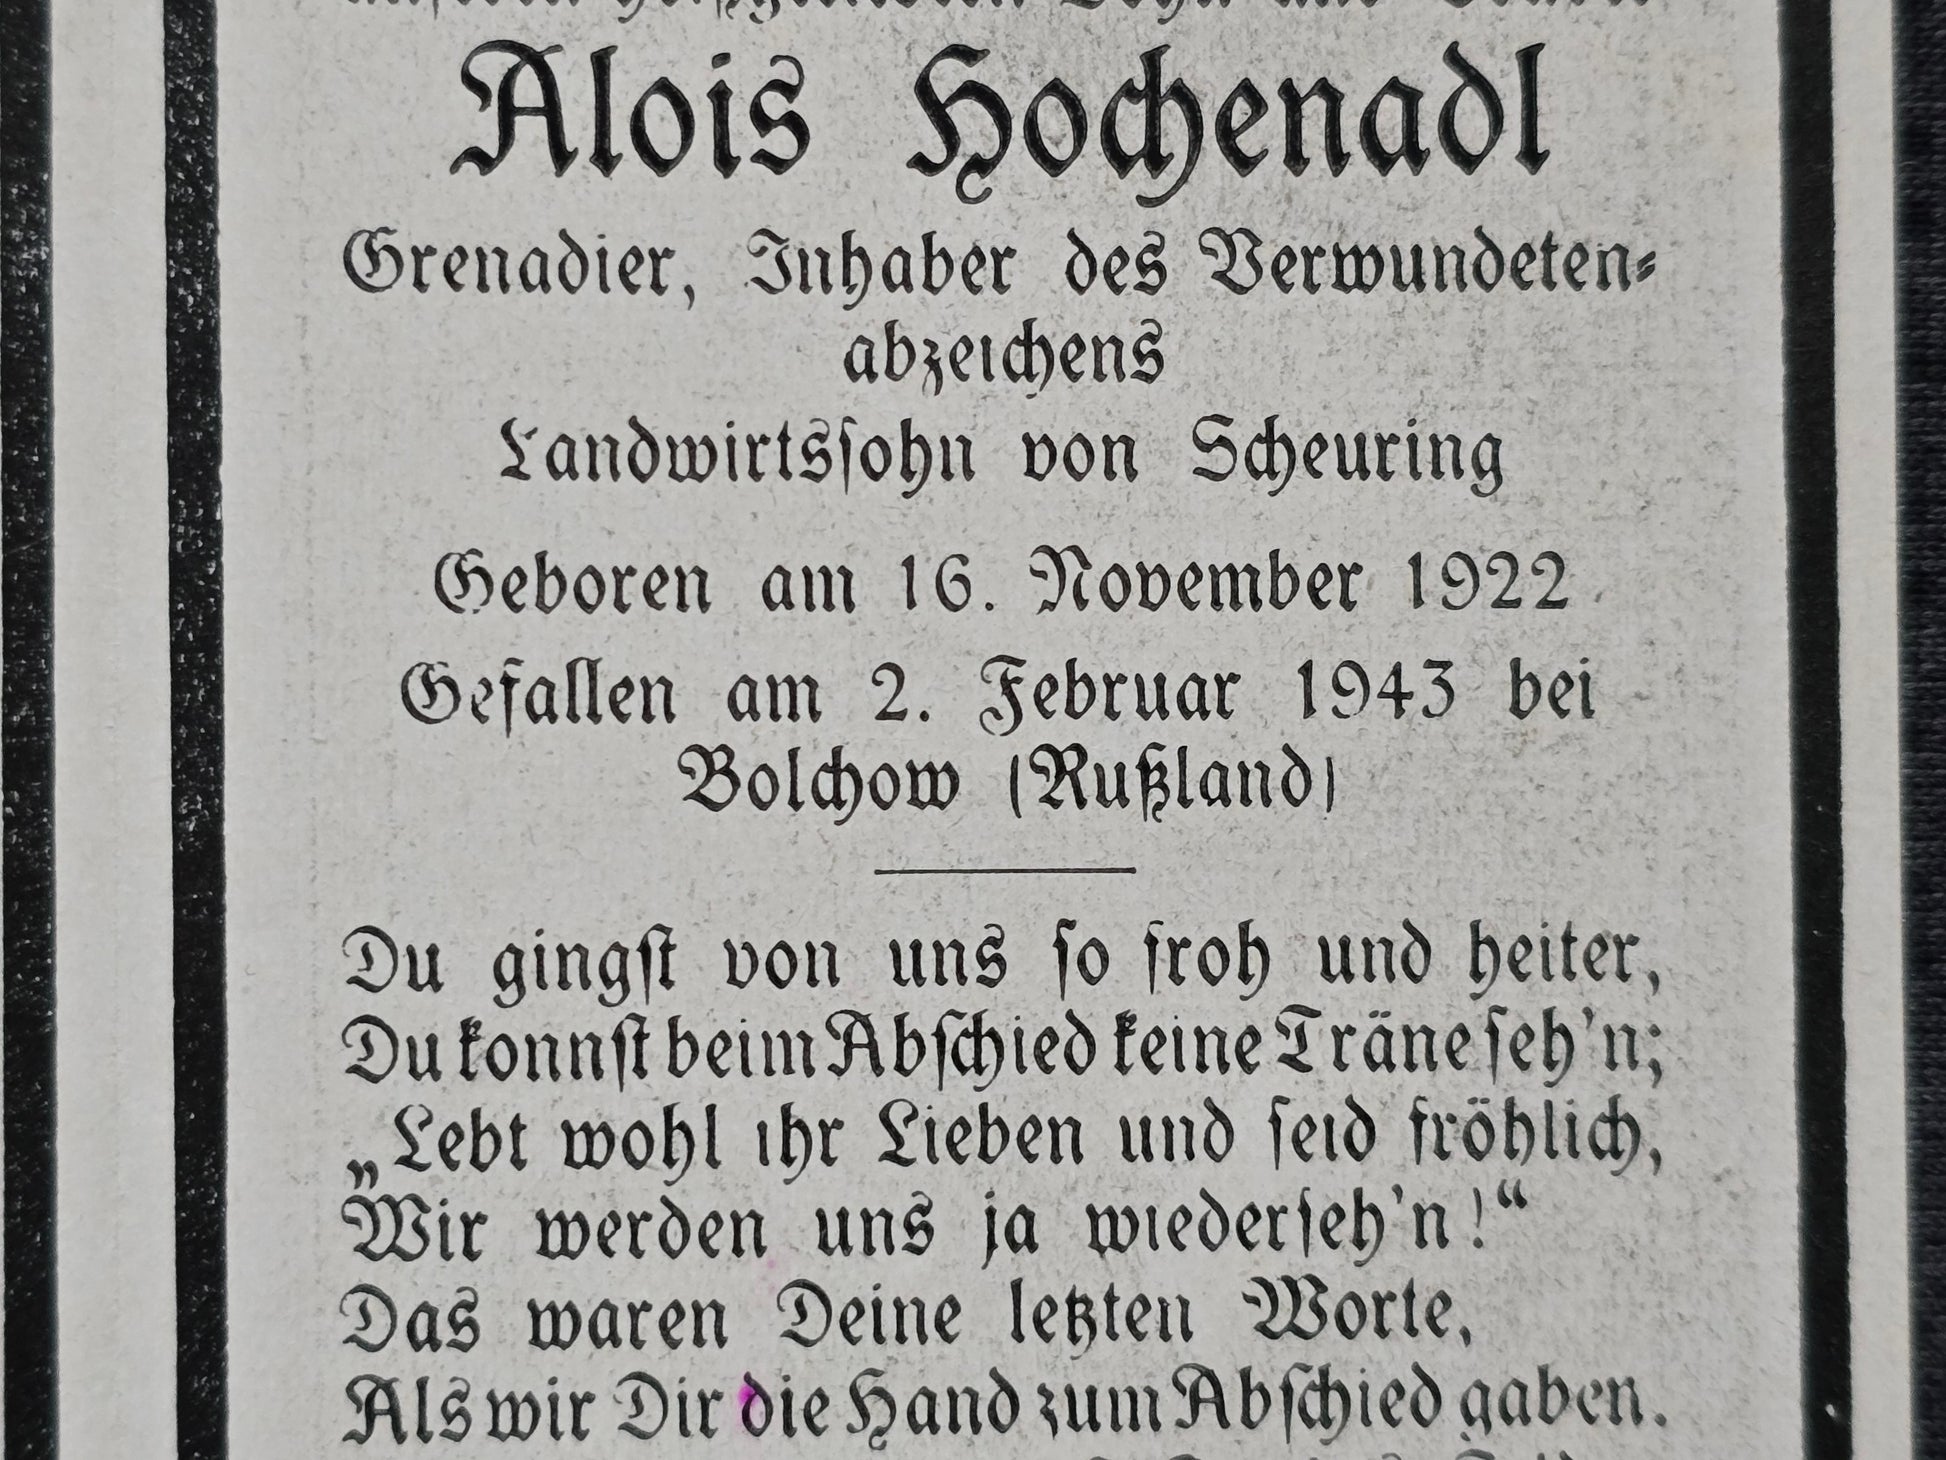 Alois Hochenadl
Grenadier, Inhaber des Verwundeten-
abzeichens
Landwirtssohn von Scheuring
Geboren am 16. November 1922
Gefallen am 2. Februar 1943 bei
Bolchow (Rußland)
Du gingst von uns so froh und heiter,
Du konnst beim Abschied keine Träne seh'n;
„Lebt wohl ihr Lieben und seid fröhlich,
Wir werden uns ja wiederseh'n!“
Das waren Deine letzten Worte,
Als wir Dir die Hand zum Abschied gaben.